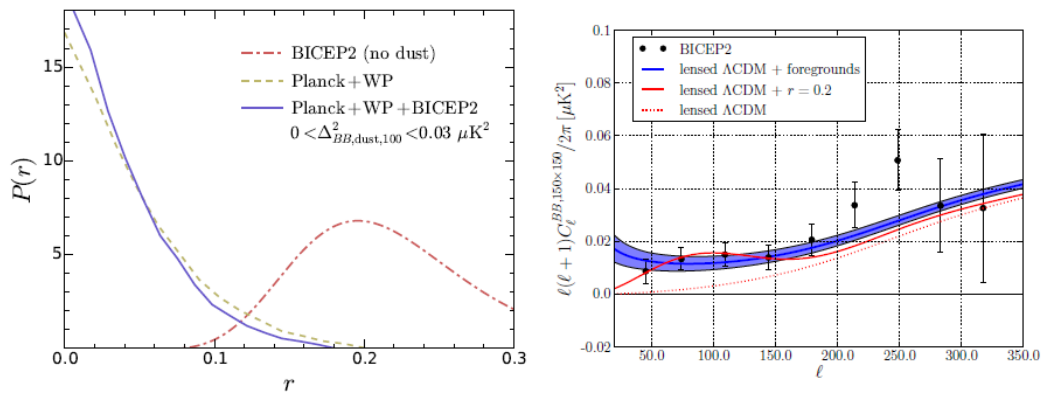 15
10
5
0.0
0.1
0.2
0.3
P(r)
r
BICEP2 (no dust)
Planck+WP
Planck+WP+BICEP2
0 < Δ²_{BB,dust,100} < 0.03 μK²
0.1
0.08
0.06
0.04
0.02
0.0
-0.02
50.0
100.0
150.0
200.0
250.0
300.0
350.0
ℓ(ℓ + 1)C_ℓ^{BB,150×150}/2π [μK²]
ℓ
BICEP2
lensed ΛCDM + foregrounds
lensed ΛCDM + r = 0.2
lensed ΛCDM